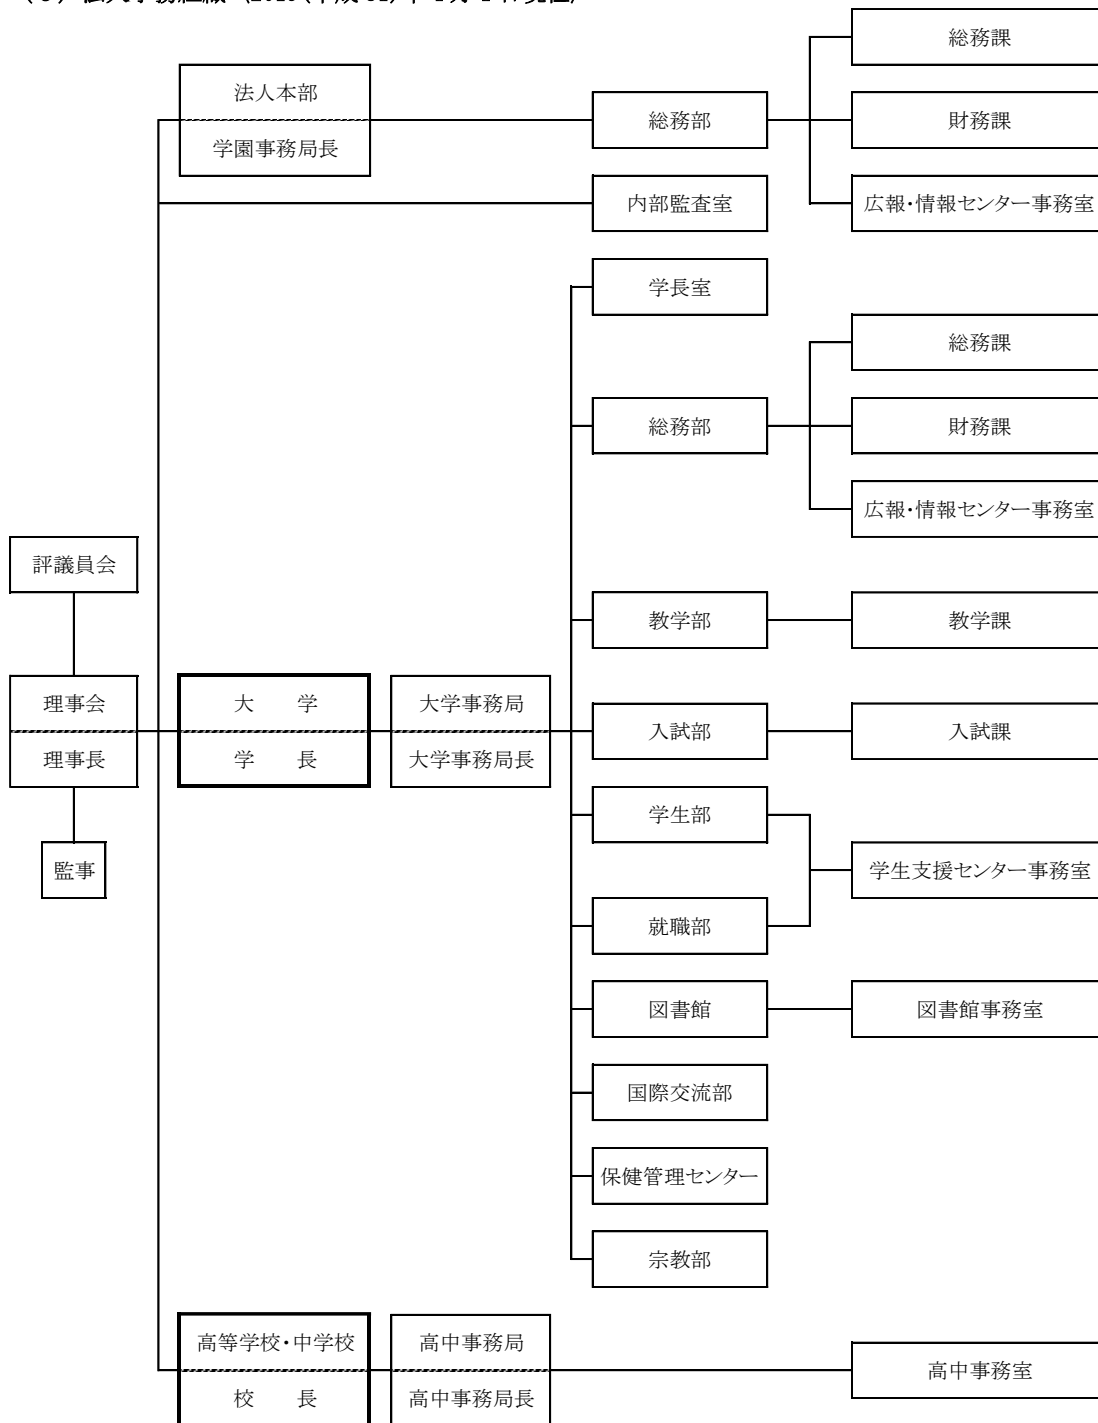 総務課
法人本部
総務部
財務課
学園事務局長
内部監査室
広報・情報センター事務室
学長室
総務課
総務部
財務課
広報・情報センター事務室
評議員会
教学部
教学課
理事会
大　学
大学事務局
入試部
入試課
理事長
学　長
大学事務局長
学生部
監事
学生支援センター事務室
就職部
図書館
図書館事務室
国際交流部
保健管理センター
宗教部
高等学校・中学校
高中事務局
高中事務室
校　長
高中事務局長